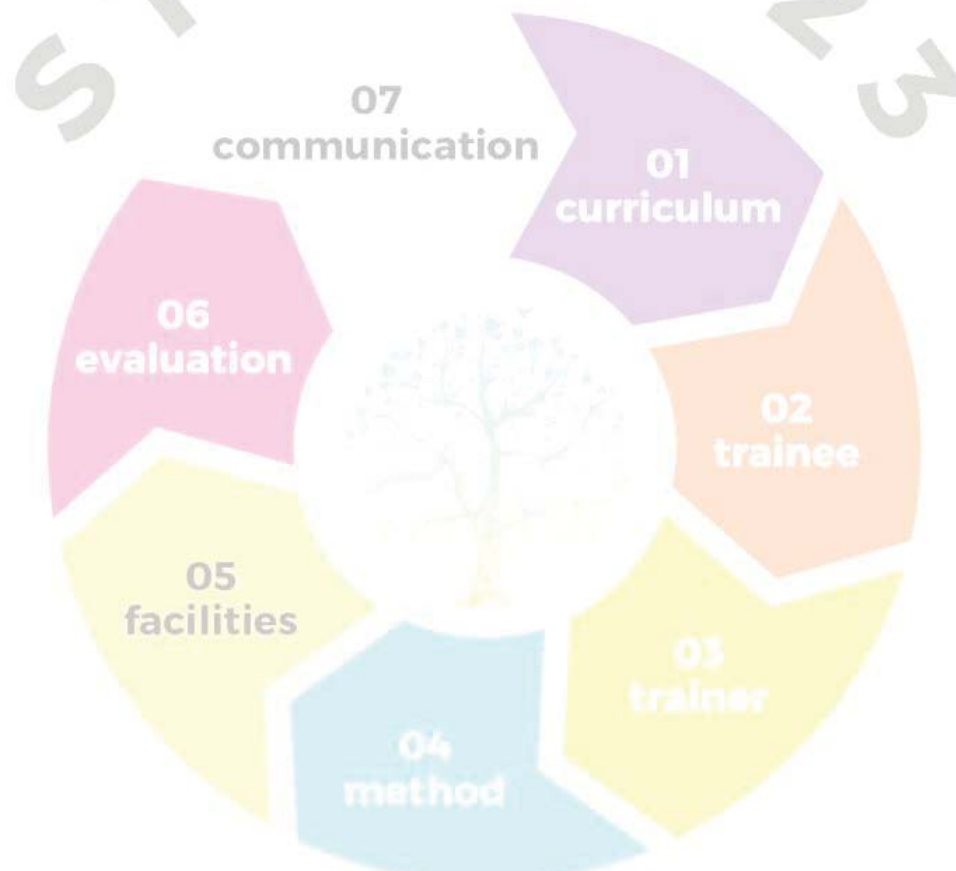 07
communication
01
curriculum
02
trainee
03
trainer
04
method
05
facilities
06
evaluation